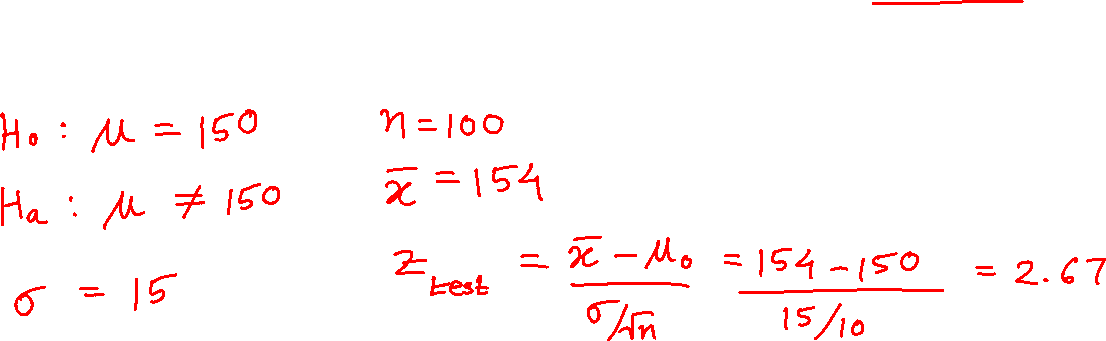 H₀ : μ = 150
Hₐ : μ ≠ 150
σ = 15
n = 100
x̄ = 154
z_test = (x̄ − μ₀)/(σ/√n) = (154 − 150)/(15/10) = 2.67